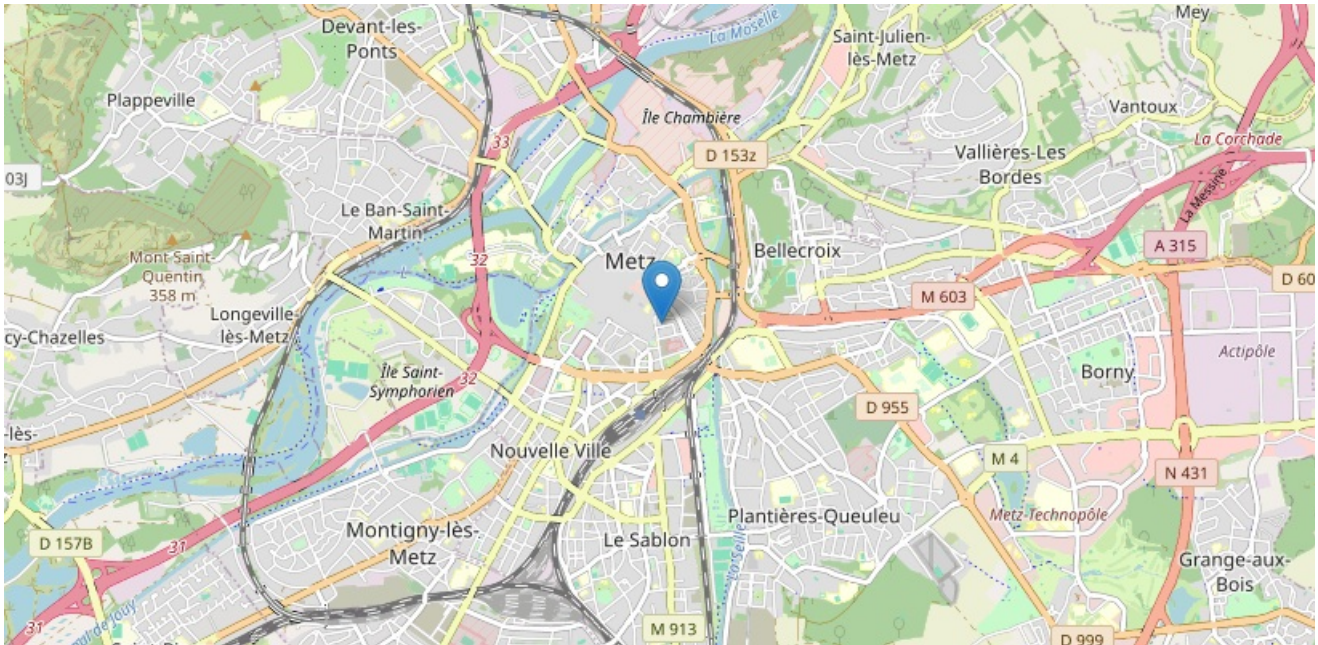 Devant-les-
Ponts
La Moselle
Saint-Julien-
lès-Metz
Mey
Plappeville
Île Chambière
Vantoux
33
La Corchade
D 153z
Vallières-Les
Bordes
03J
La Messine
Le Ban-Saint-
Martin
Mont Saint-
Quentin
358 m
32
Metz
Bellecroix
A 315
D 60
M 603
Longeville-
lès-Metz
cy-Chazelles
Île Saint-
Symphorien
32
Actipôle
Borny
D 955
-lès-
Nouvelle Ville
M 4
N 431
Plantières-Queuleu
Metz-Technopôle
Montigny-lès-
Metz
Le Sablon
La Seille
D 157B
31
Grange-aux-
Bois
31
M 913
D 999